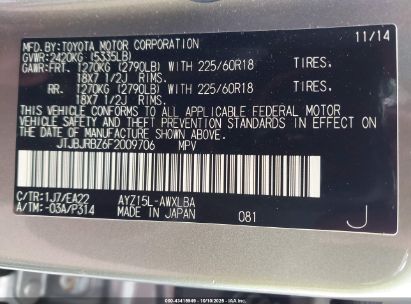 MFD.BY:TOYOTA MOTOR CORPORATION 11/14
GVWR:2420KG (5335LB)
GAWR:FRT. 1270KG (2790LB) WITH 225/60R18 TIRES,
18X7 1/2J RIMS.
RR. 1270KG (2790LB) WITH 225/60R18 TIRES,
18X7 1/2J RIMS.
THIS VEHICLE CONFORMS TO ALL APPLICABLE FEDERAL MOTOR
VEHICLE SAFETY AND THEFT PREVENTION STANDARDS IN EFFECT
ON THE DATE OF MANUFACTURE SHOWN ABOVE.
JTJBJRBZ6F2009706 MPV
C/TR:1J7/EA22 AYZ15L-AWXLBA
A/TM:-03A/P314 MADE IN JAPAN 081 J